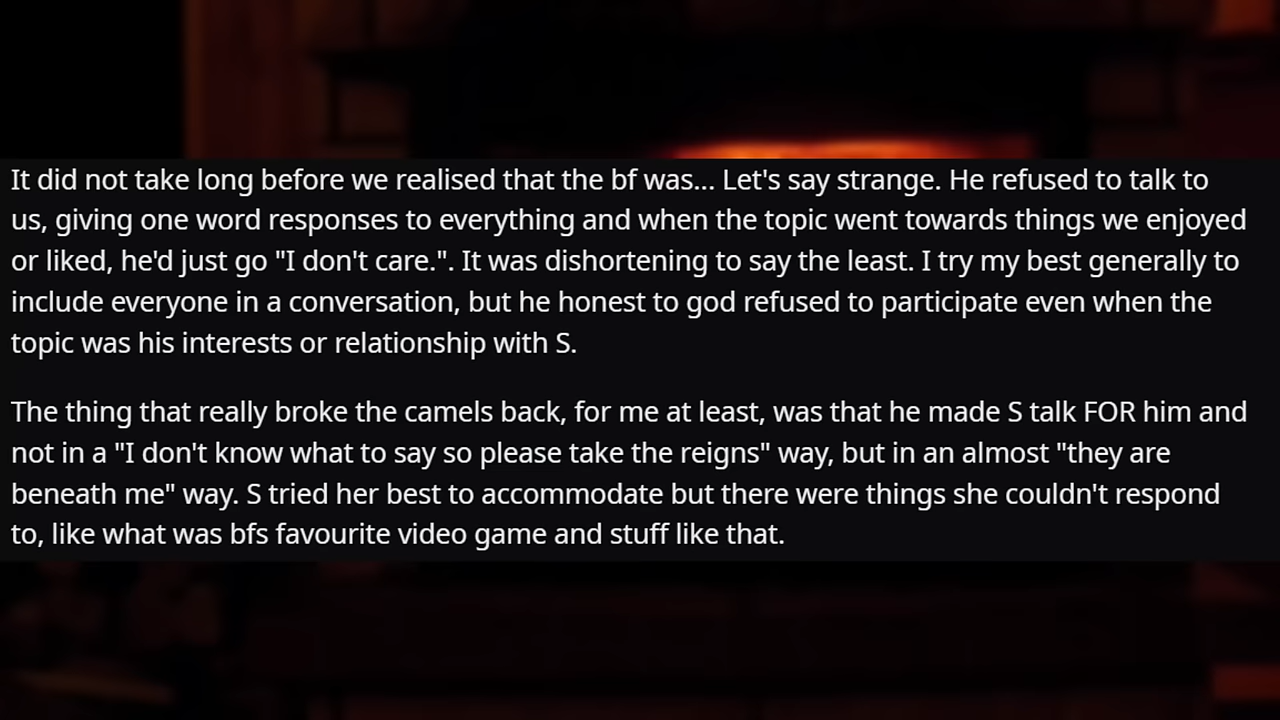 It did not take long before we realised that the bf was... Let's say strange. He refused to talk to
us, giving one word responses to everything and when the topic went towards things we enjoyed
or liked, he'd just go "I don't care.". It was dishortening to say the least. I try my best generally to
include everyone in a conversation, but he honest to god refused to participate even when the
topic was his interests or relationship with S.
The thing that really broke the camels back, for me at least, was that he made S talk FOR him and
not in a "I don't know what to say so please take the reigns" way, but in an almost "they are
beneath me" way. S tried her best to accommodate but there were things she couldn't respond
to, like what was bfs favourite video game and stuff like that.